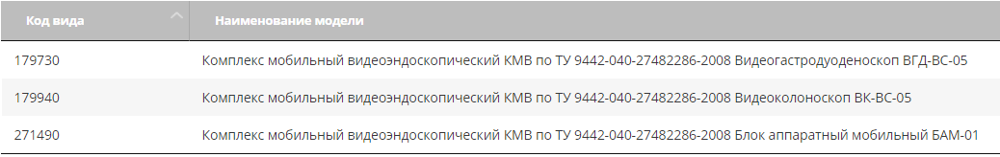 Код вида Наименование модели
179730 Комплекс мобильный видеоэндоскопический КМВ по ТУ 9442-040-27482286-2008 Видеогастродуоденоскоп ВГД-ВС-05
179940 Комплекс мобильный видеоэндоскопический КМВ по ТУ 9442-040-27482286-2008 Видеоколоноскоп ВК-ВС-05
271490 Комплекс мобильный видеоэндоскопический КМВ по ТУ 9442-040-27482286-2008 Блок аппаратный мобильный БАМ-01